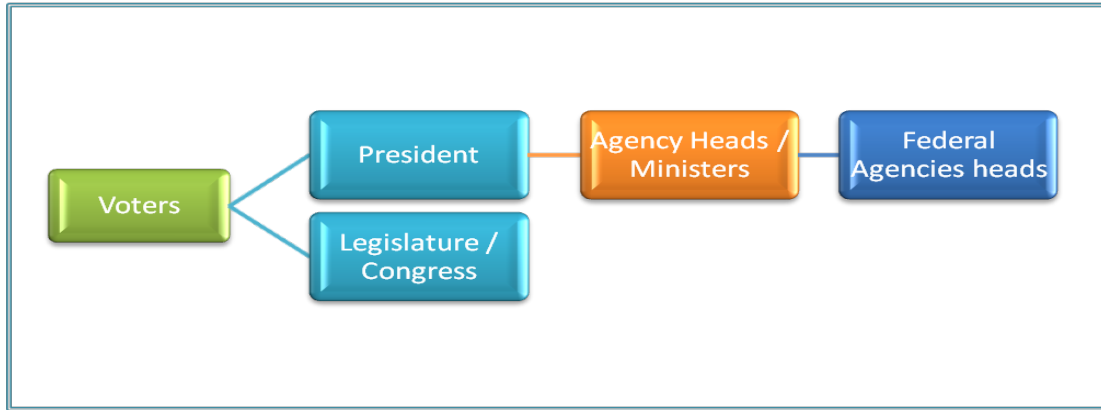 Voters
President
Legislature /
Congress
Agency Heads /
Ministers
Federal
Agencies heads